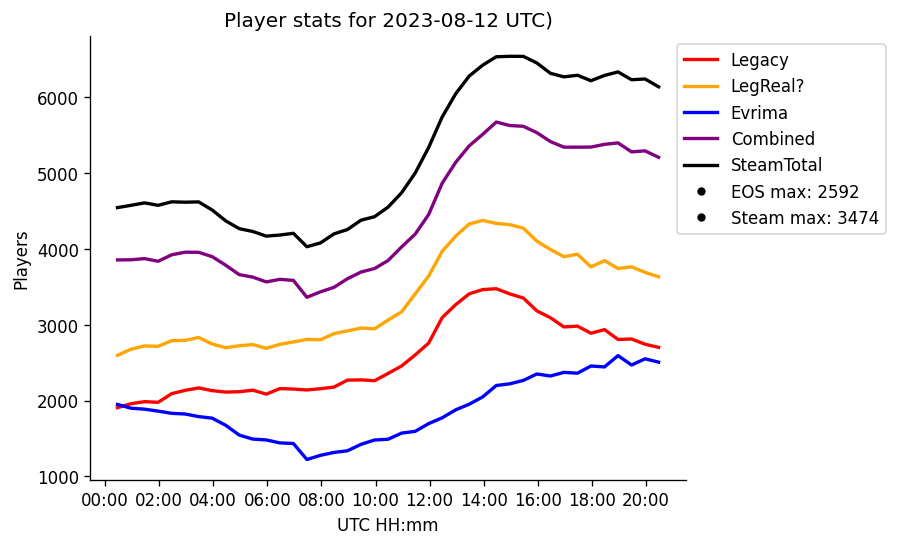 Player stats for 2023-08-12 UTC)
Legacy
LegReal?
Evrima
Combined
SteamTotal
EOS max: 2592
Steam max: 3474
Players
6000
5000
4000
3000
2000
1000
00:00 02:00 04:00 06:00 08:00 10:00 12:00 14:00 16:00 18:00 20:00
UTC HH:mm